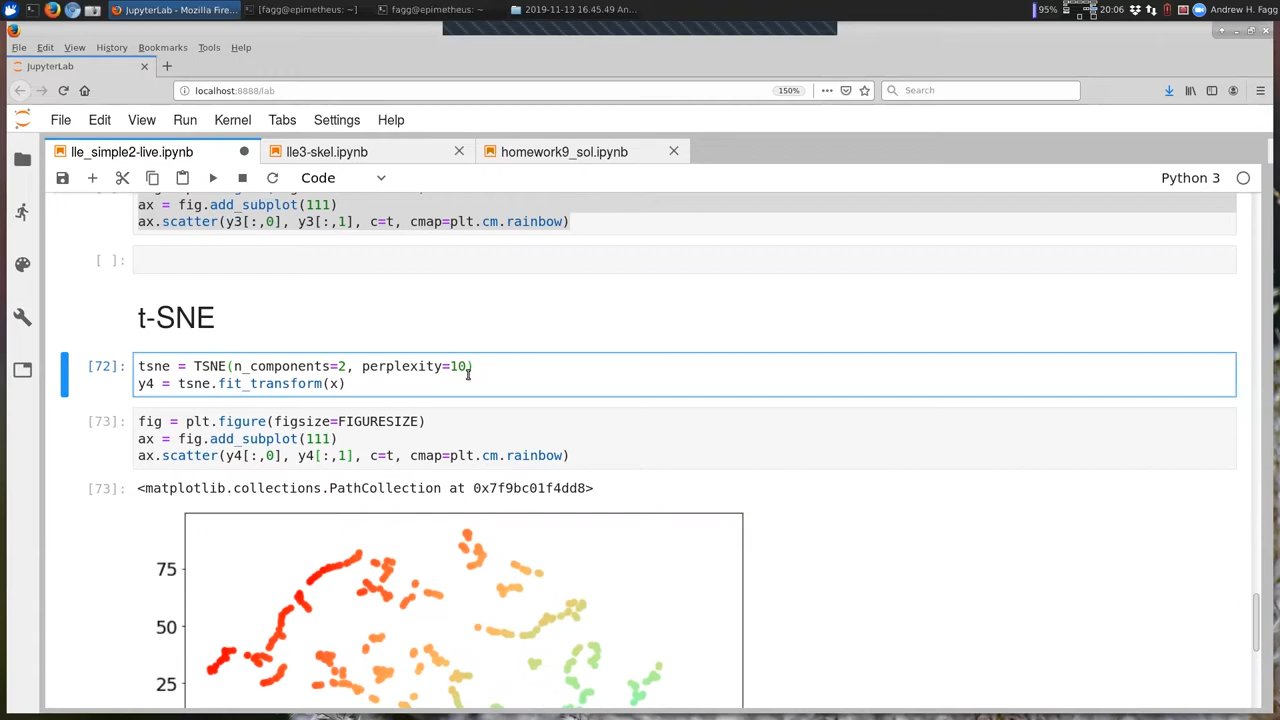 JupyterLab - Mozilla Firef...
[fagg@epimetheus: ~]
fagg@epimetheus: ~
2019-11-13 16.45.49 An...
95%
20:06
Andrew H. Fagg
File Edit View History Bookmarks Tools Help
JupyterLab
localhost:8888/lab
150%
Search
File Edit View Run Kernel Tabs Settings Help
lle_simple2-live.ipynb
lle3-skel.ipynb
homework9_sol.ipynb
Code
Python 3
ax = fig.add_subplot(111)
ax.scatter(y3[:,0], y3[:,1], c=t, cmap=plt.cm.rainbow)
[ ]:
t-SNE
[72]: tsne = TSNE(n_components=2, perplexity=10)
y4 = tsne.fit_transform(x)
[73]: fig = plt.figure(figsize=FIGURESIZE)
ax = fig.add_subplot(111)
ax.scatter(y4[:,0], y4[:,1], c=t, cmap=plt.cm.rainbow)
[73]: <matplotlib.collections.PathCollection at 0x7f9bc01f4dd8>
75
50
25